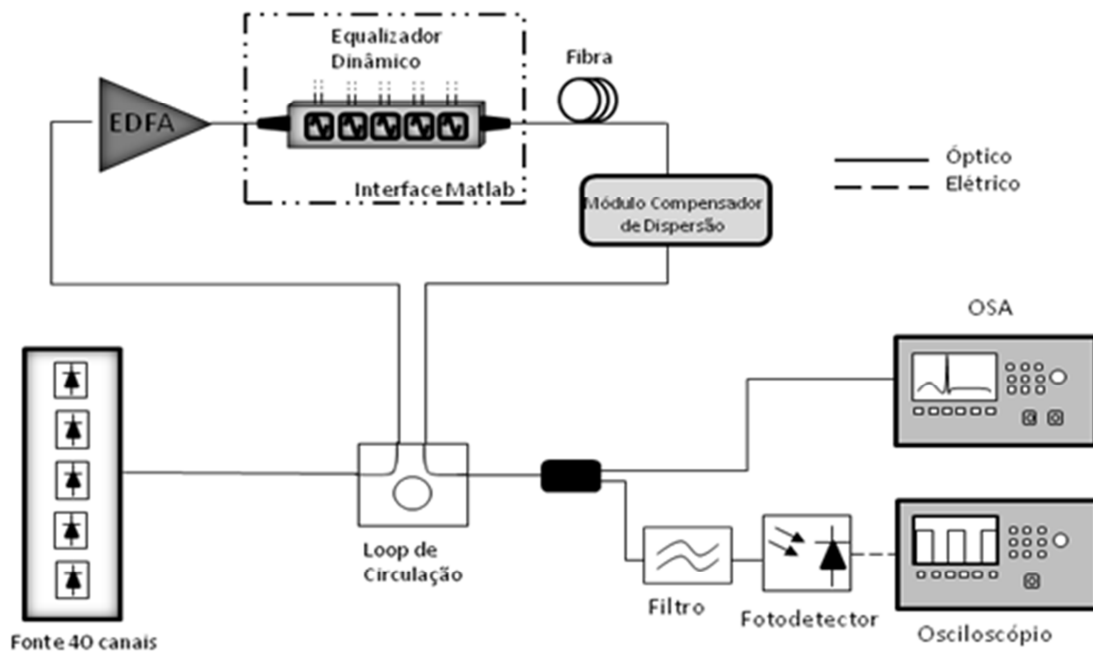 Equalizador
Dinâmico
Fibra
EDFA
Interface Matlab
Óptico
Elétrico
Módulo Compensador
de Dispersão
OSA
Loop de
Circulação
Filtro
Fotodetector
Osciloscópio
Fonte 40 canais